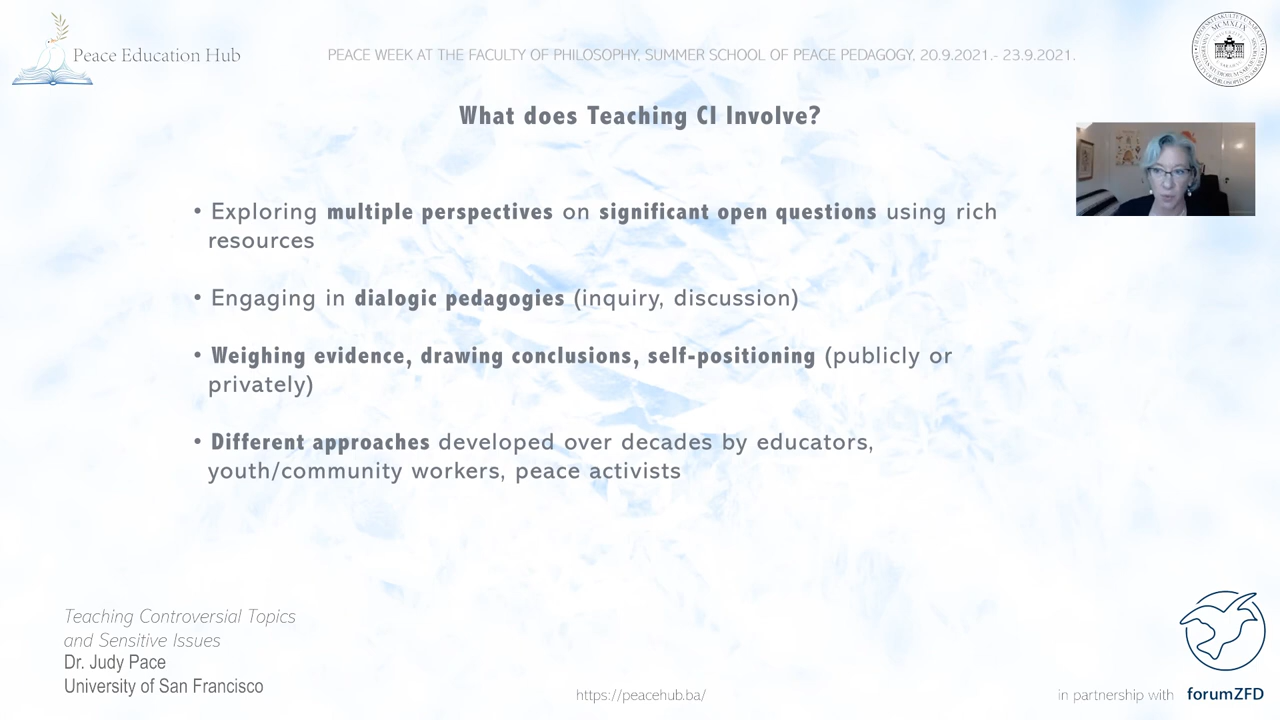 Peace Education Hub
PEACE WEEK AT THE FACULTY OF PHILOSOPHY, SUMMER SCHOOL OF PEACE PEDAGOGY, 20.9.2021.- 23.9.2021.
What does Teaching CI Involve?
• Exploring multiple perspectives on significant open questions using rich
resources
• Engaging in dialogic pedagogies (inquiry, discussion)
• Weighing evidence, drawing conclusions, self-positioning (publicly or
privately)
• Different approaches developed over decades by educators,
youth/community workers, peace activists
Teaching Controversial Topics
and Sensitive Issues
Dr. Judy Pace
University of San Francisco
https://peacehub.ba/
in partnership with forumZFD